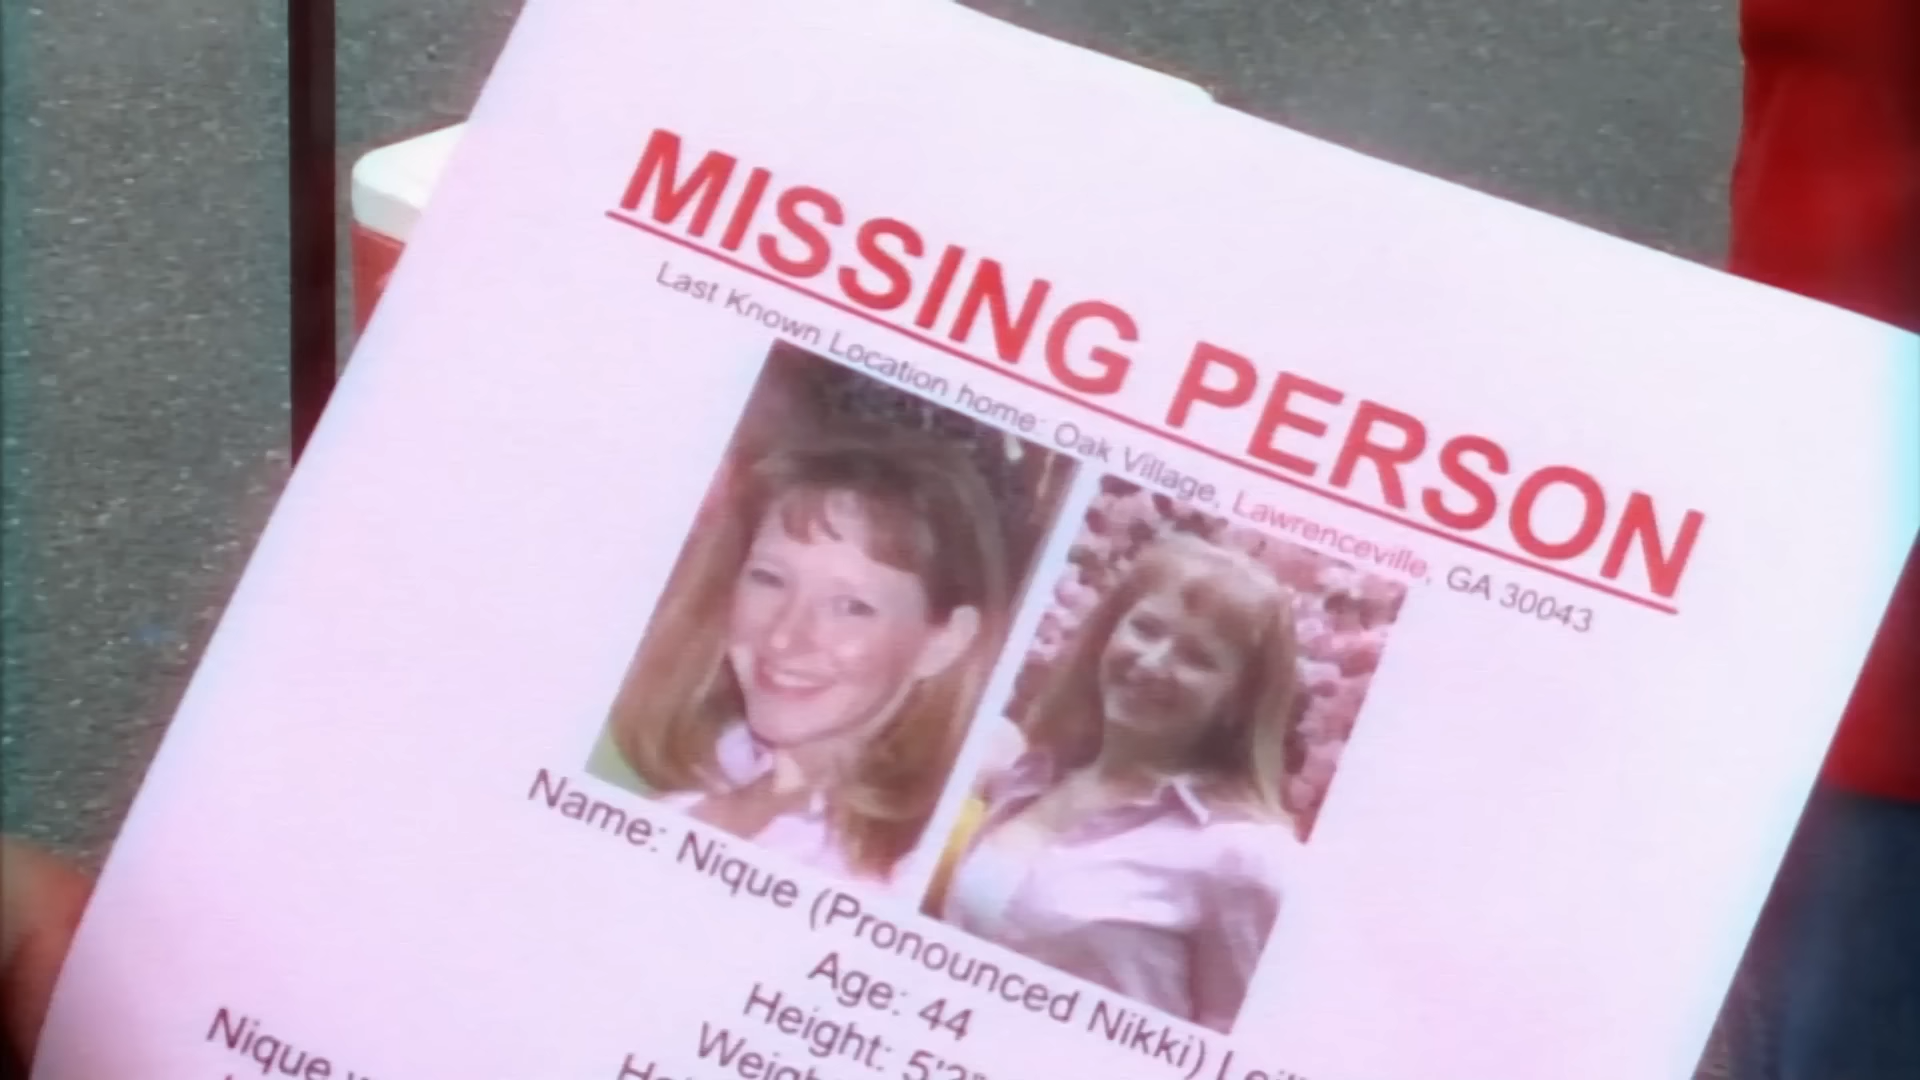 MISSING PERSON
Last Known Location home: Oak Village, Lawrenceville, GA 30043
Name: Nique (Pronounced Nikki)
Age: 44
Height:
Nique